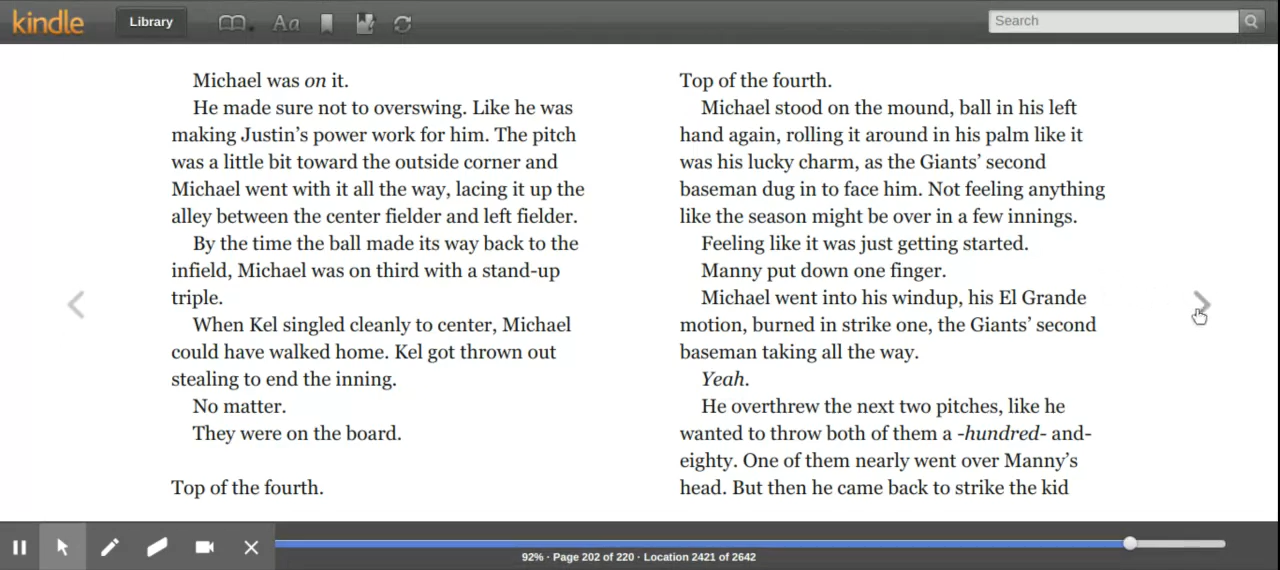 kindle
Library
Aa
Search
Michael was on it.
He made sure not to overswing. Like he was
making Justin’s power work for him. The pitch
was a little bit toward the outside corner and
Michael went with it all the way, lacing it up the
alley between the center fielder and left fielder.
By the time the ball made its way back to the
infield, Michael was on third with a stand-up
triple.
When Kel singled cleanly to center, Michael
could have walked home. Kel got thrown out
stealing to end the inning.
No matter.
They were on the board.
Top of the fourth.
Top of the fourth.
Michael stood on the mound, ball in his left
hand again, rolling it around in his palm like it
was his lucky charm, as the Giants’ second
baseman dug in to face him. Not feeling anything
like the season might be over in a few innings.
Feeling like it was just getting started.
Manny put down one finger.
Michael went into his windup, his El Grande
motion, burned in strike one, the Giants’ second
baseman taking all the way.
Yeah.
He overthrew the next two pitches, like he
wanted to throw both of them a -hundred- and-
eighty. One of them nearly went over Manny’s
head. But then he came back to strike the kid
92% · Page 202 of 220 · Location 2421 of 2642